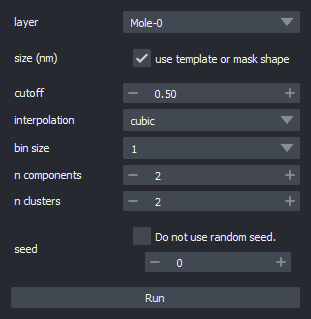 layer Mole-0
size (nm) use template or mask shape
cutoff − 0.50 +
interpolation cubic
bin size 1
n components − 2 +
n clusters − 2 +
Do not use random seed.
seed
− 0 +
Run